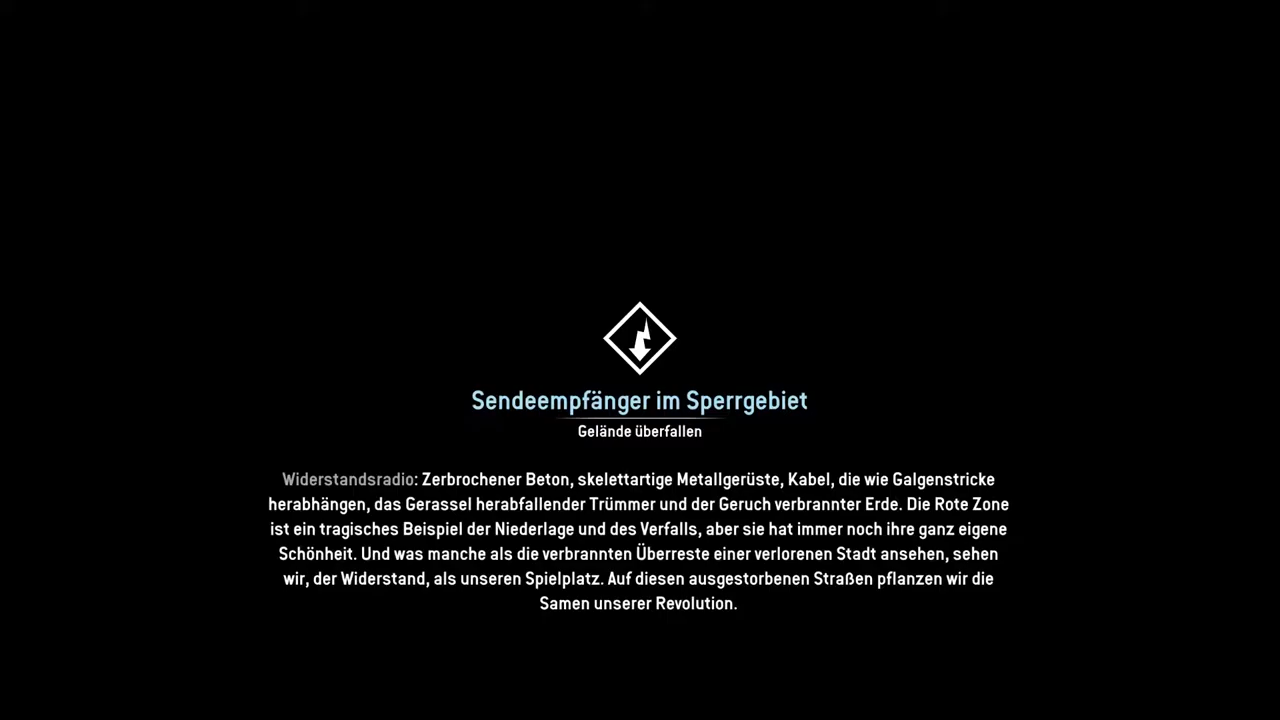 Sendeempfänger im Sperrgebiet
Gelände überfallen
Widerstandsradio: Zerbrochener Beton, skelettartige Metallgerüste, Kabel, die wie Galgenstricke
herabhängen, das Gerassel herabfallender Trümmer und der Geruch verbrannter Erde. Die Rote Zone
ist ein tragisches Beispiel der Niederlage und des Verfalls, aber sie hat immer noch ihre ganz eigene
Schönheit. Und was manche als die verbrannten Überreste einer verlorenen Stadt ansehen, sehen
wir, der Widerstand, als unseren Spielplatz. Auf diesen ausgestorbenen Straßen pflanzen wir die
Samen unserer Revolution.